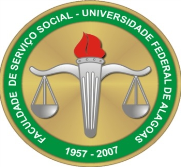 FACULDADE DE SERVIÇO SOCIAL - UNIVERSIDADE FEDERAL DE ALAGOAS
1957 - 2007